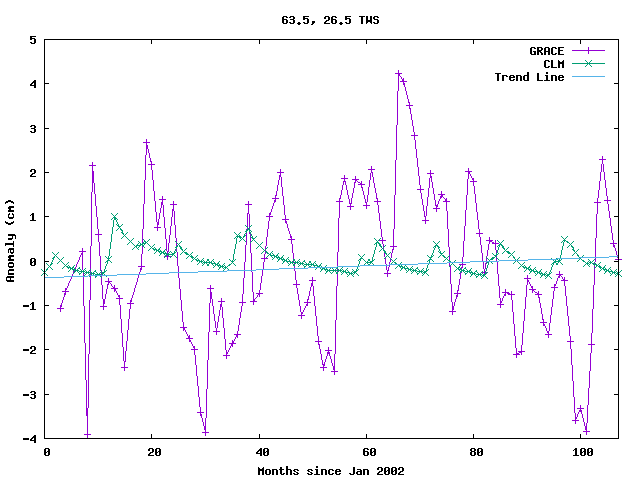 63.5, 26.5 TWS
GRACE
CLM
Trend Line
Anomaly (cm)
5
4
3
2
1
0
-1
-2
-3
-4
0 20 40 60 80 100
Months since Jan 2002